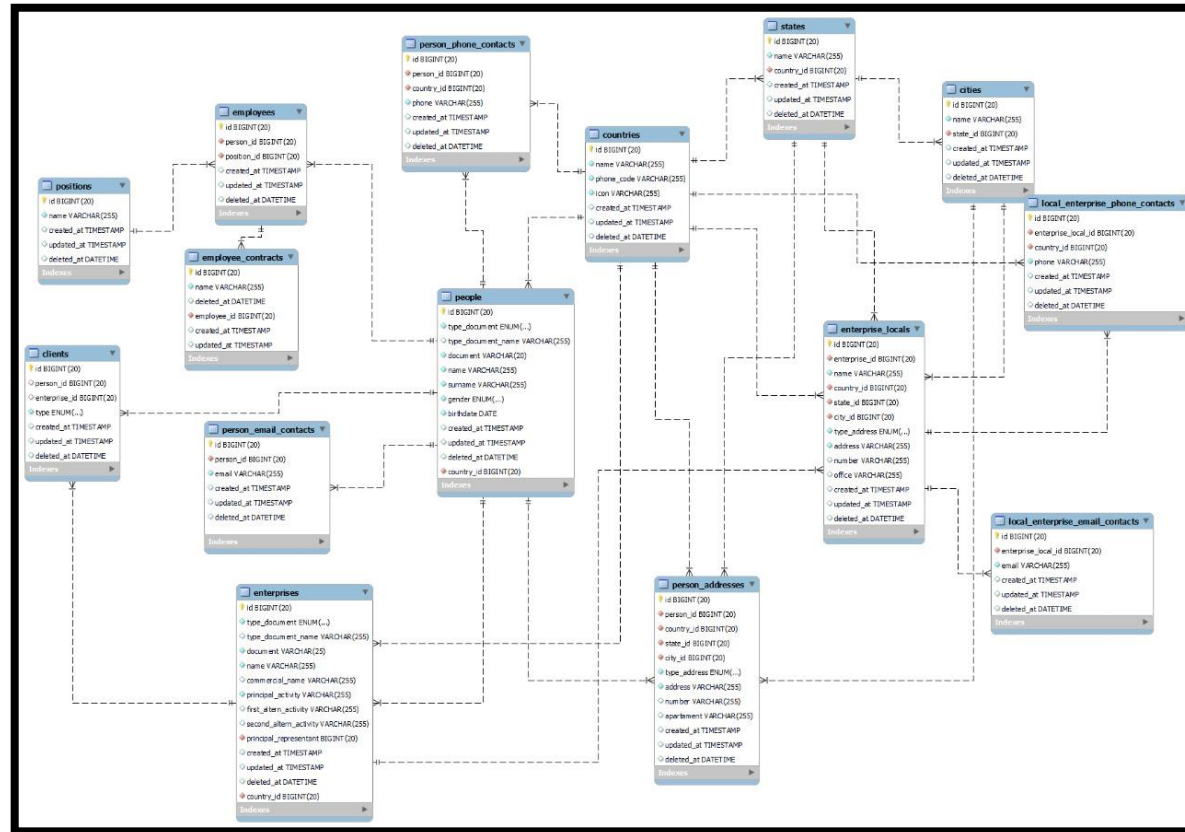 states
id BIGINT(20)
name VARCHAR(255)
country_id BIGINT(20)
created_at TIMESTAMP
updated_at TIMESTAMP
deleted_at DATETIME
Indexes
person_phone_contacts
id BIGINT(20)
person_id BIGINT(20)
country_id BIGINT(20)
phone VARCHAR(255)
created_at TIMESTAMP
updated_at TIMESTAMP
deleted_at DATETIME
Indexes
cities
id BIGINT(20)
name VARCHAR(255)
state_id BIGINT(20)
created_at TIMESTAMP
updated_at TIMESTAMP
deleted_at DATETIME
Indexes
employees
id BIGINT(20)
person_id BIGINT(20)
position_id BIGINT(20)
created_at TIMESTAMP
updated_at TIMESTAMP
deleted_at DATETIME
Indexes
countries
id BIGINT(20)
name VARCHAR(255)
phone_code VARCHAR(255)
icon VARCHAR(255)
created_at TIMESTAMP
updated_at TIMESTAMP
deleted_at DATETIME
Indexes
positions
id BIGINT(20)
name VARCHAR(255)
created_at TIMESTAMP
updated_at TIMESTAMP
deleted_at DATETIME
Indexes
local_enterprise_phone_contacts
id BIGINT(20)
enterprise_local_id BIGINT(20)
country_id BIGINT(20)
phone VARCHAR(255)
created_at TIMESTAMP
updated_at TIMESTAMP
deleted_at DATETIME
Indexes
employee_contracts
id BIGINT(20)
name VARCHAR(255)
deleted_at DATETIME
employee_id BIGINT(20)
created_at TIMESTAMP
updated_at TIMESTAMP
Indexes
people
id BIGINT(20)
type_document ENUM(...)
type_document_name VARCHAR(255)
document VARCHAR(20)
name VARCHAR(255)
surname VARCHAR(255)
gender ENUM(...)
birthdate DATE
created_at TIMESTAMP
updated_at TIMESTAMP
deleted_at DATETIME
country_id BIGINT(20)
Indexes
enterprise_locals
id BIGINT(20)
enterprise_id BIGINT(20)
name VARCHAR(255)
country_id BIGINT(20)
state_id BIGINT(20)
city_id BIGINT(20)
type_address ENUM(...)
address VARCHAR(255)
number VARCHAR(255)
office VARCHAR(255)
created_at TIMESTAMP
updated_at TIMESTAMP
deleted_at DATETIME
Indexes
clients
id BIGINT(20)
person_id BIGINT(20)
enterprise_id BIGINT(20)
type ENUM(...)
created_at TIMESTAMP
updated_at TIMESTAMP
deleted_at DATETIME
Indexes
person_email_contacts
id BIGINT(20)
person_id BIGINT(20)
email VARCHAR(255)
created_at TIMESTAMP
updated_at TIMESTAMP
deleted_at DATETIME
Indexes
local_enterprise_email_contacts
id BIGINT(20)
enterprise_local_id BIGINT(20)
email VARCHAR(255)
created_at TIMESTAMP
updated_at TIMESTAMP
deleted_at DATETIME
Indexes
person_addresses
id BIGINT(20)
person_id BIGINT(20)
country_id BIGINT(20)
state_id BIGINT(20)
city_id BIGINT(20)
type_address ENUM(...)
address VARCHAR(255)
number VARCHAR(255)
apartament VARCHAR(255)
created_at TIMESTAMP
updated_at TIMESTAMP
deleted_at DATETIME
Indexes
enterprises
id BIGINT(20)
type_document ENUM(...)
type_document_name VARCHAR(255)
document VARCHAR(25)
name VARCHAR(255)
commercial_name VARCHAR(255)
principal_activity VARCHAR(255)
first_altern_activity VARCHAR(255)
second_altern_activity VARCHAR(255)
principal_representant BIGINT(20)
created_at TIMESTAMP
updated_at TIMESTAMP
deleted_at DATETIME
country_id BIGINT(20)
Indexes